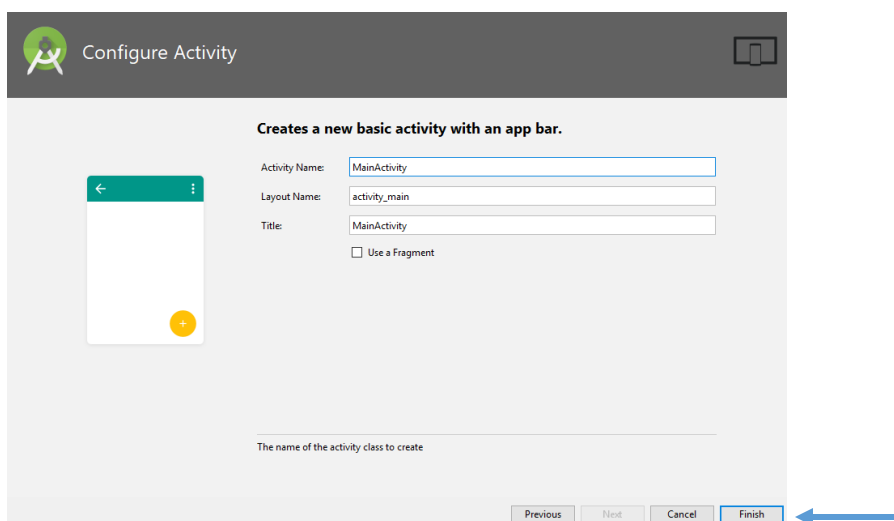 Configure Activity
Creates a new basic activity with an app bar.
Activity Name: MainActivity
Layout Name: activity_main
Title: MainActivity
Use a Fragment
The name of the activity class to create
Previous Next Cancel Finish